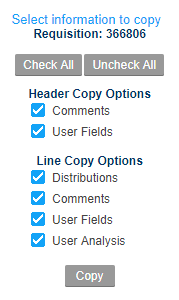 Select information to copy
Requisition: 366806
Check All Uncheck All
Header Copy Options
Comments
User Fields
Line Copy Options
Distributions
Comments
User Fields
User Analysis
Copy